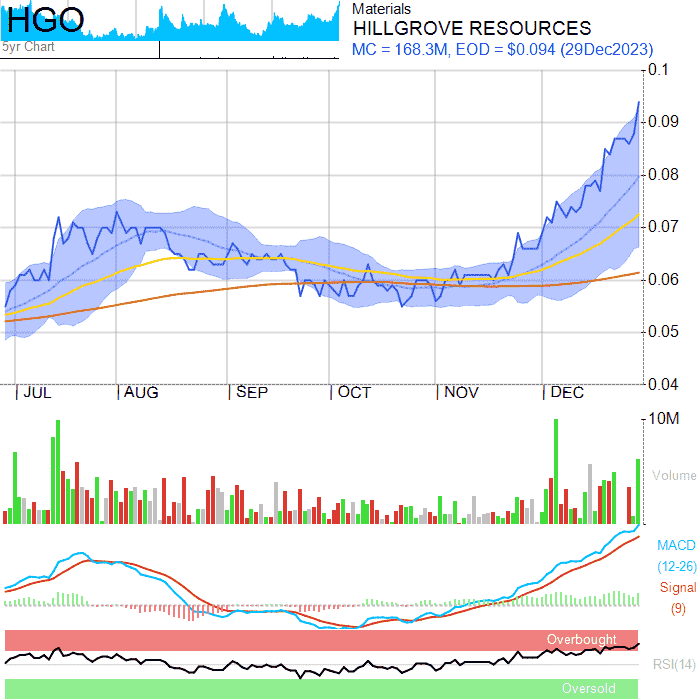 HGO
5yr Chart
Materials
HILLGROVE RESOURCES
MC = 168.3M, EOD = $0.094 (29Dec2023)
0.1
0.09
0.08
0.07
0.06
0.05
0.04
JUL AUG SEP OCT NOV DEC
10M
Volume
MACD
(12-26)
Signal
(9)
Overbought
RSI(14)
Oversold